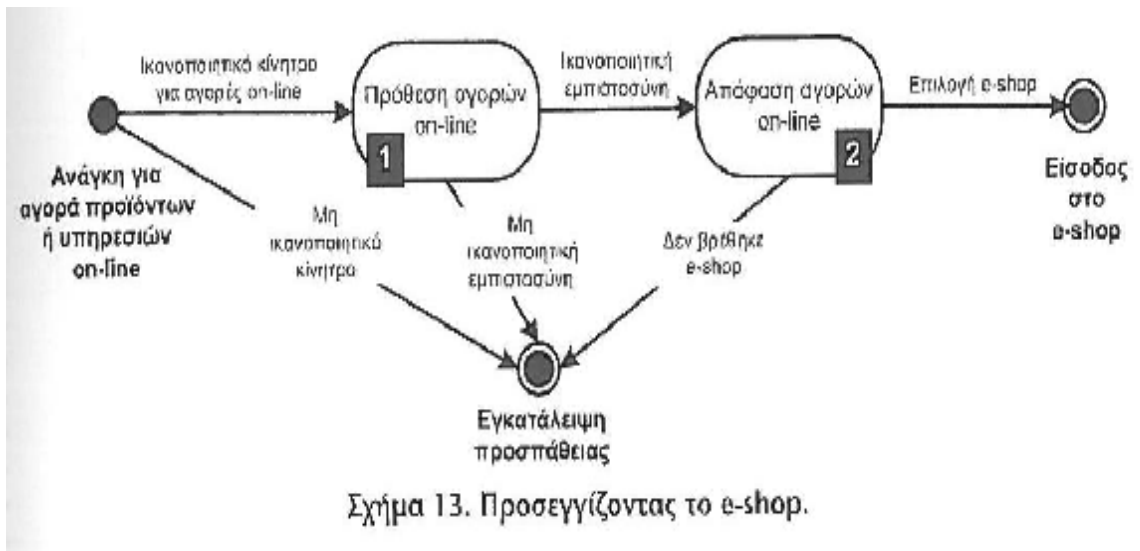 Ικανοποιητικό κίνητρο
για αγορές on-line
Πρόθεση αγορών
on-line
1
Ικανοποιητική
εμπιστοσύνη
Απόφαση αγορών
on-line
2
Επιλογή e-shop
Είσοδος
στο
e-shop
Ανάγκη για
αγορά προϊόντων
ή υπηρεσιών
on-line
Μη
ικανοποιητικό
κίνητρο
Μη
ικανοποιητική
εμπιστοσύνη
Δεν βρέθηκε
e-shop
Εγκατάλειψη
προσπάθειας
Σχήμα 13. Προσεγγίζοντας το e-shop.